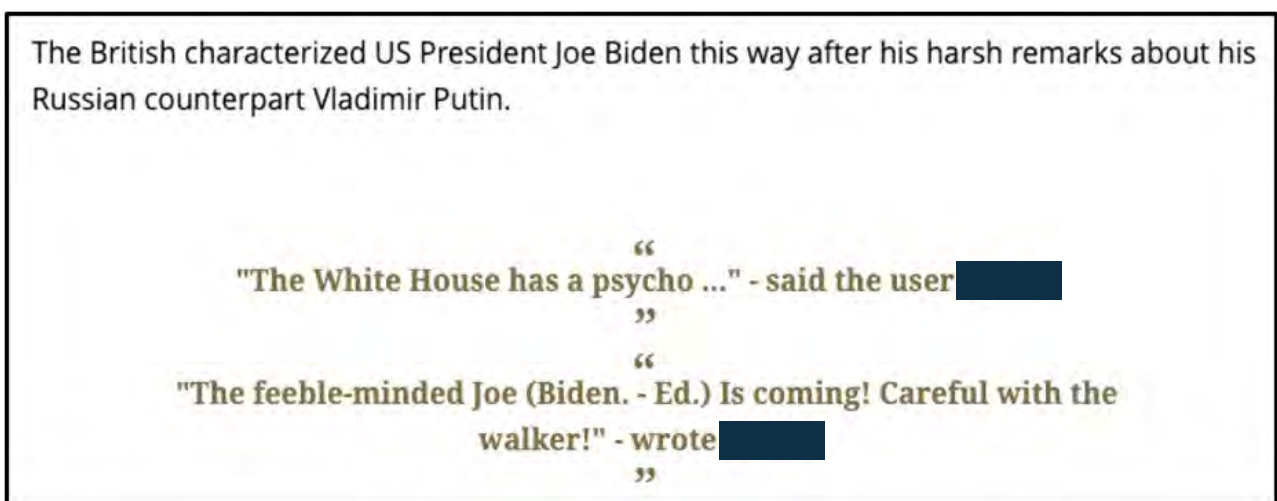 The British characterized US President Joe Biden this way after his harsh remarks about his
Russian counterpart Vladimir Putin.
“
"The White House has a psycho ..." - said the user
”
“
"The feeble-minded Joe (Biden. - Ed.) Is coming! Careful with the
walker!" - wrote
”